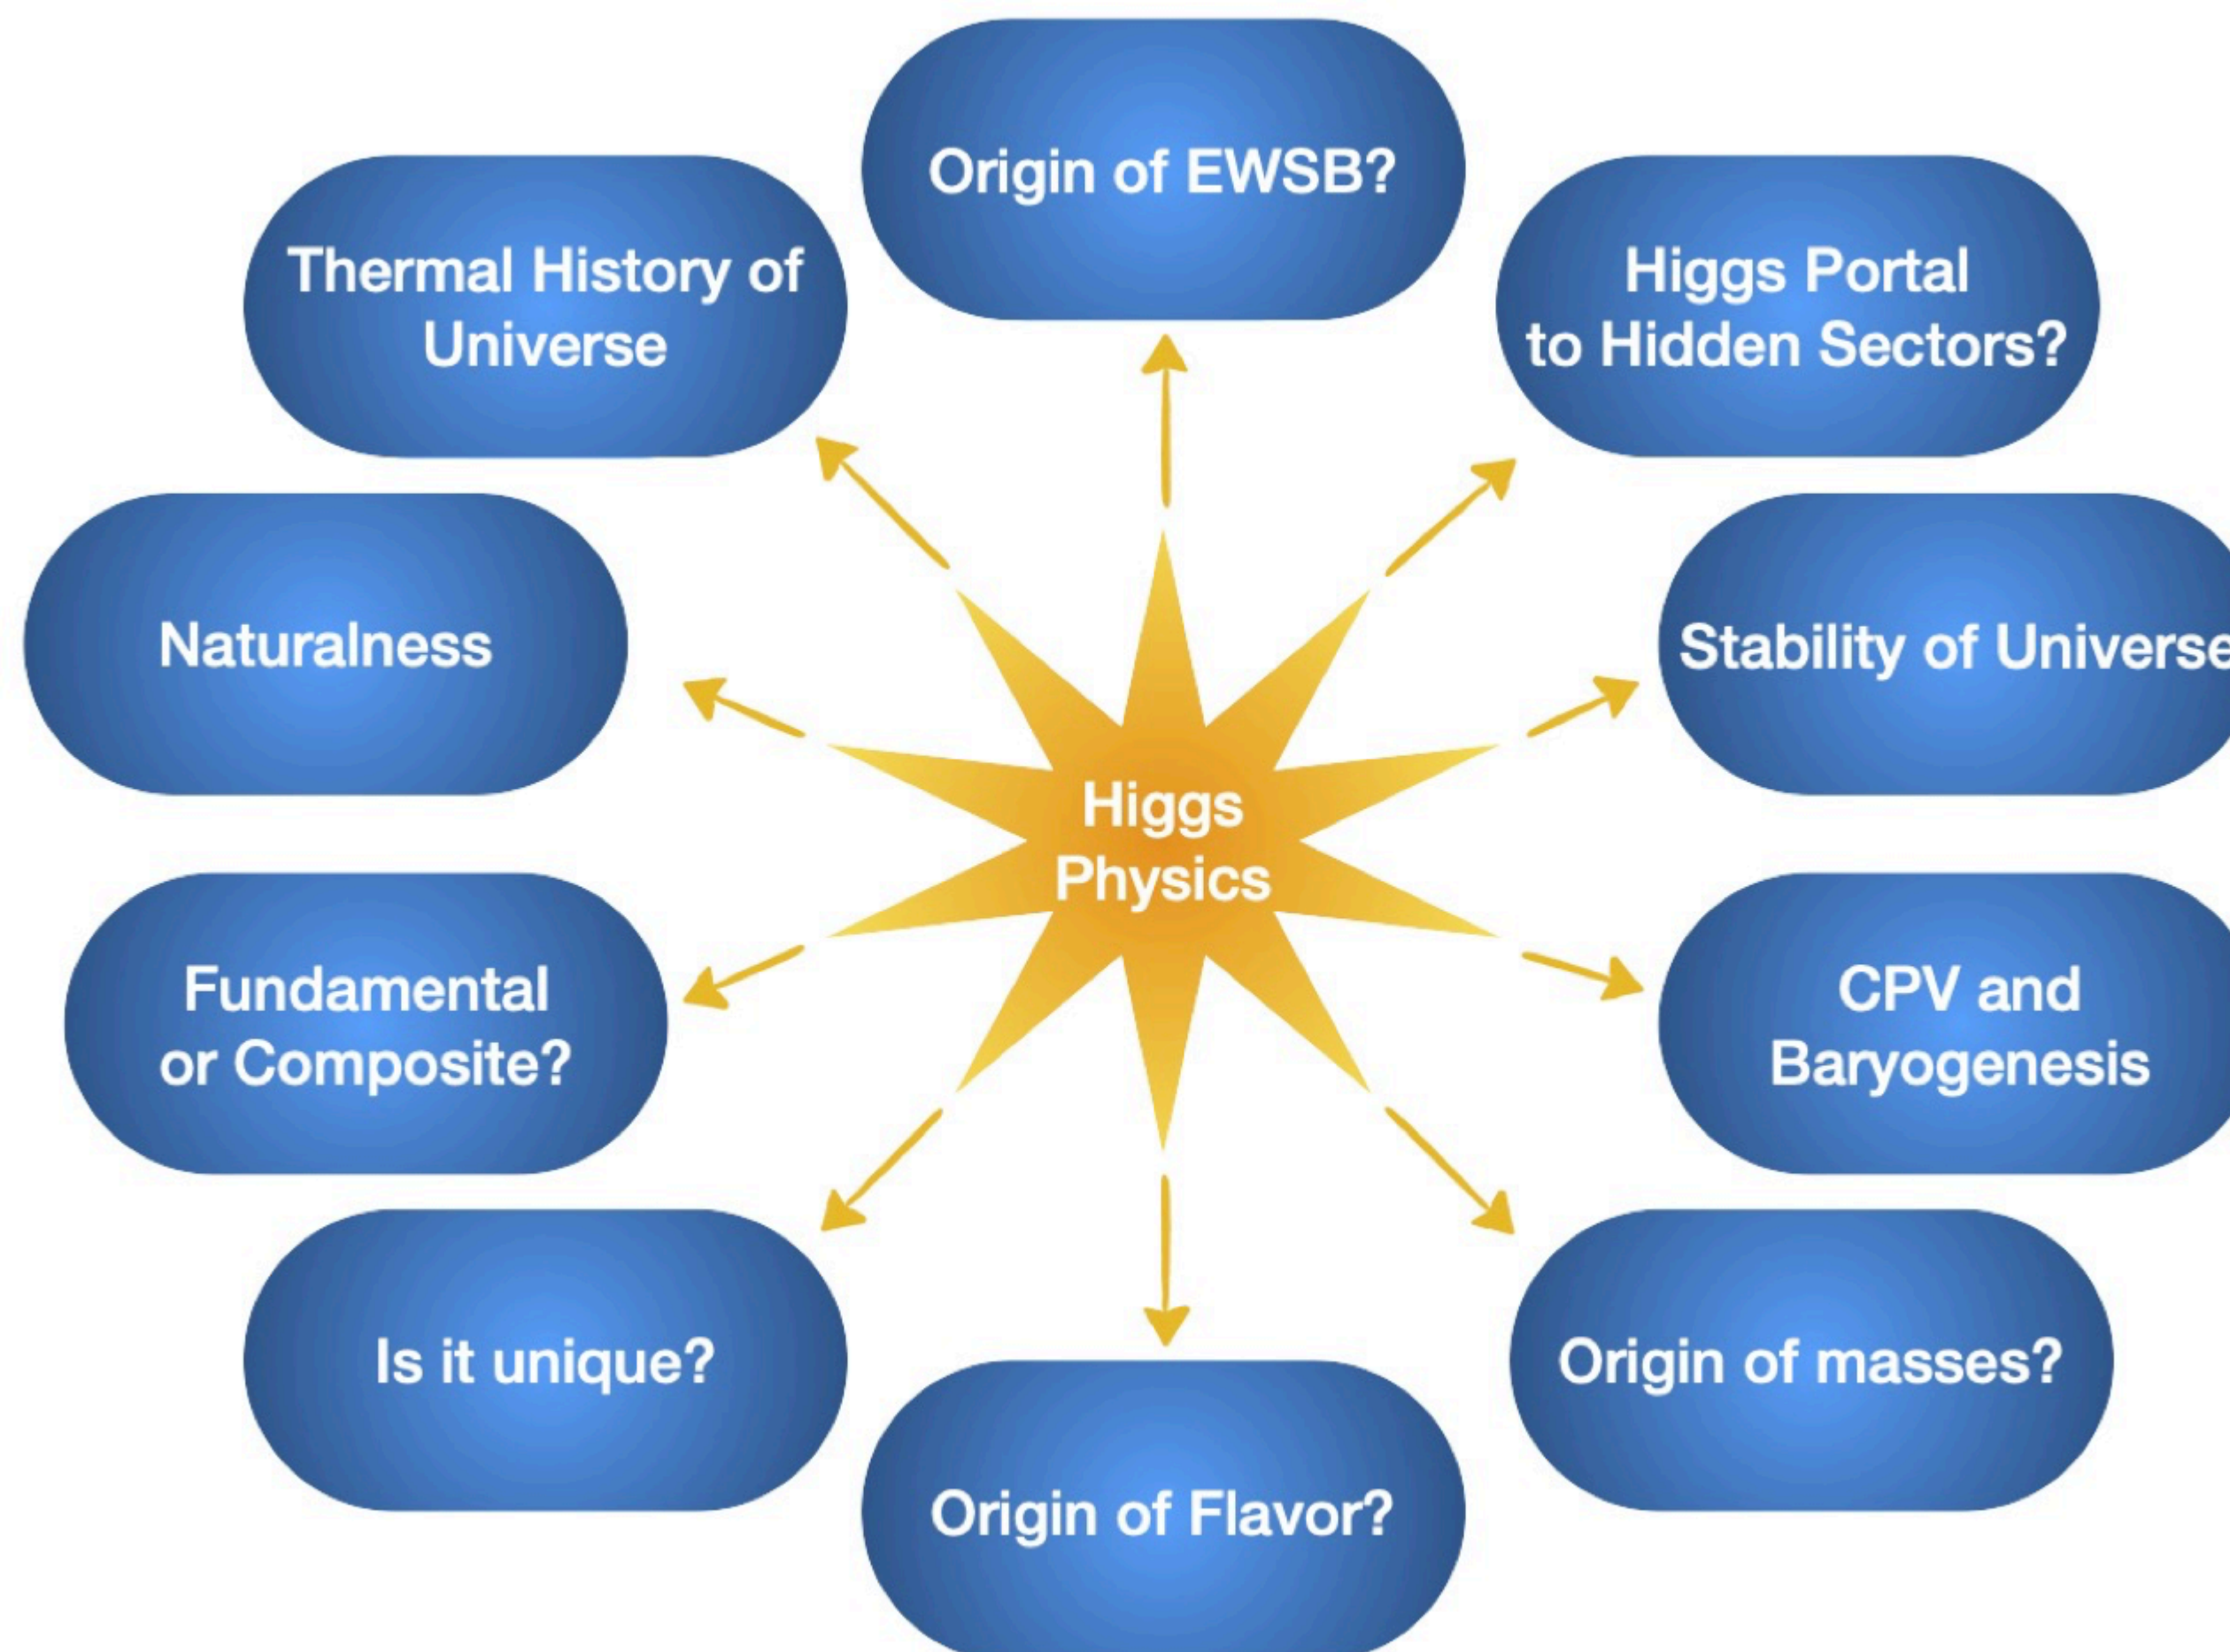 Origin of EWSB?
Thermal History of
Universe
Higgs Portal
to Hidden Sectors?
Naturalness
Stability of Universe
Higgs
Physics
Fundamental
or Composite?
CPV and
Baryogenesis
Is it unique?
Origin of masses?
Origin of Flavor?